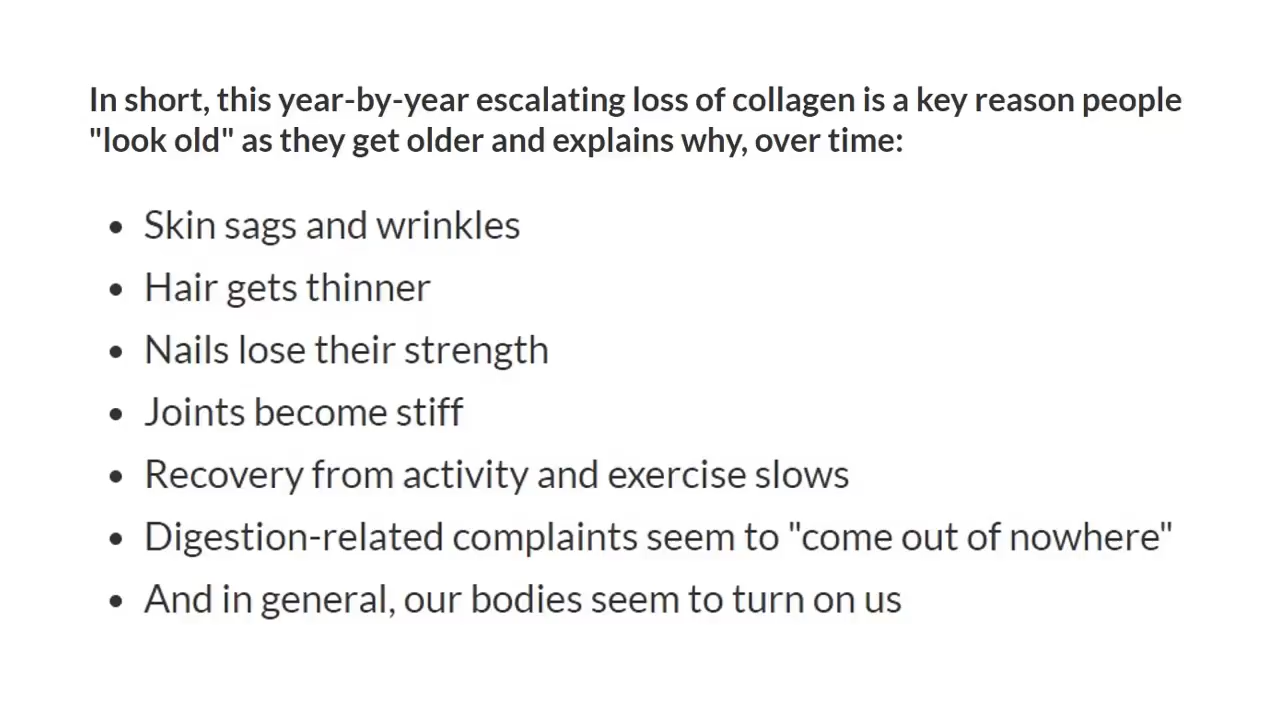 In short, this year-by-year escalating loss of collagen is a key reason people
"look old" as they get older and explains why, over time:
• Skin sags and wrinkles
• Hair gets thinner
• Nails lose their strength
• Joints become stiff
• Recovery from activity and exercise slows
• Digestion-related complaints seem to "come out of nowhere"
• And in general, our bodies seem to turn on us